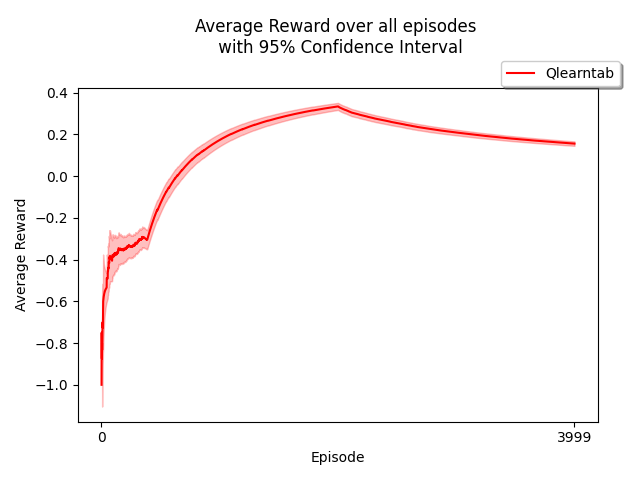 Average Reward over all episodes
with 95% Confidence Interval
Qlearntab
0.4
0.2
0.0
−0.2
−0.4
−0.6
−0.8
−1.0
Average Reward
0
3999
Episode